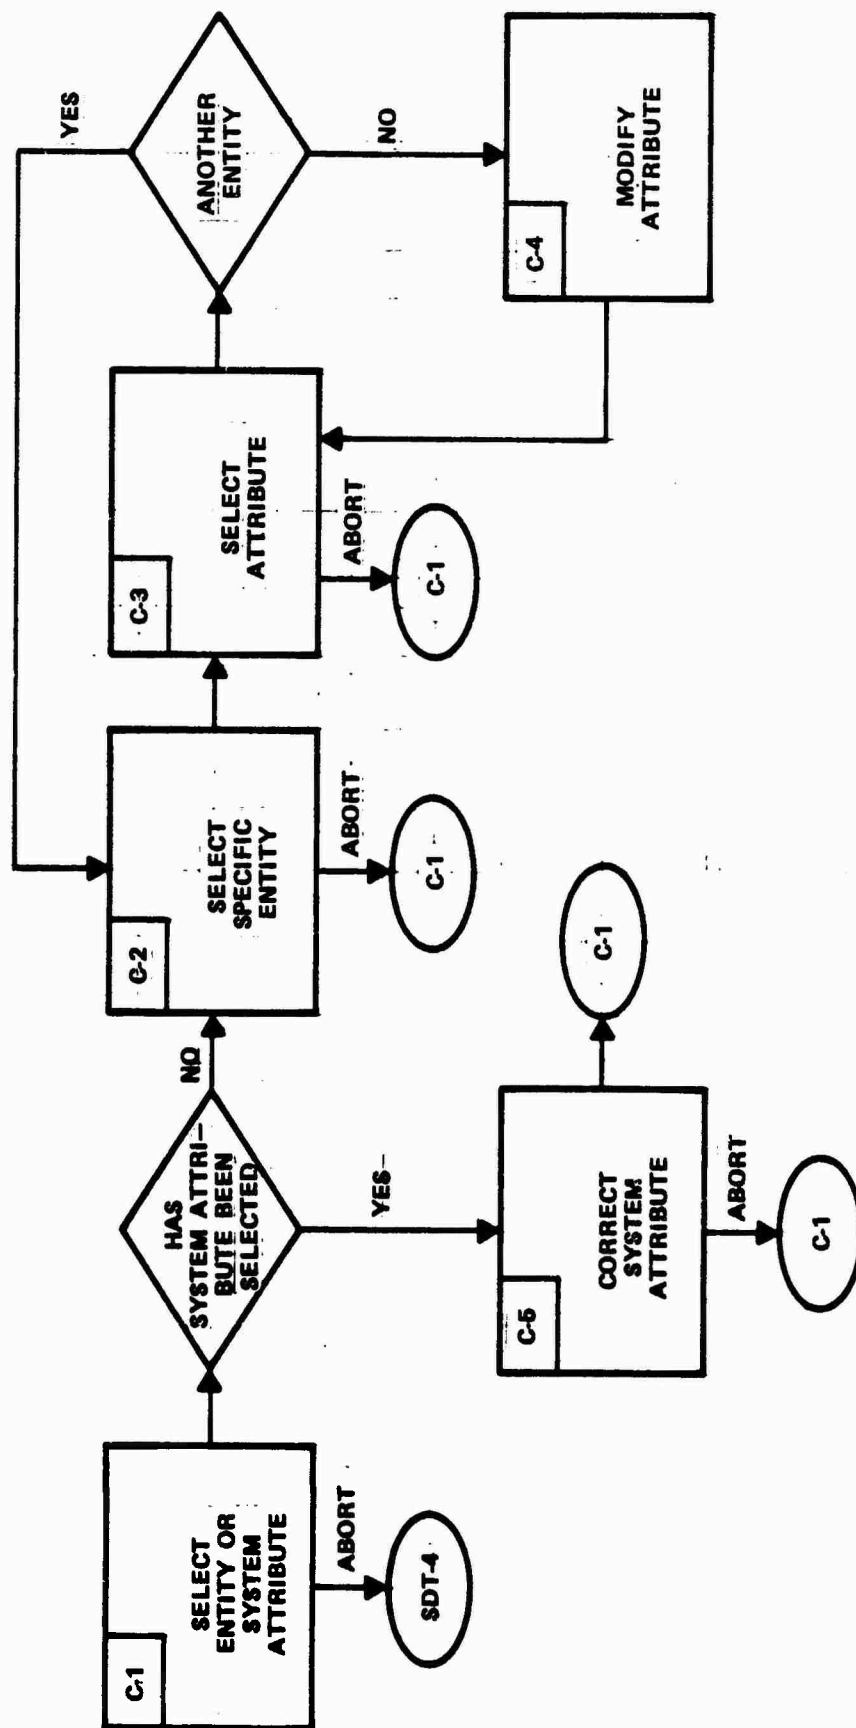 C-1
SELECT
ENTITY OR
SYSTEM
ATTRIBUTE
ABORT
SDT-4
HAS
SYSTEM ATTRI–
BUTE BEEN
SELECTED
NO
YES
C-5
CORRECT
SYSTEM
ATTRIBUTE
C-1
ABORT
C-1
C-2
SELECT
SPECIFIC
ENTITY
ABORT
C-1
C-3
SELECT
ATTRIBUTE
ABORT
C-1
ANOTHER
ENTITY
YES
NO
C-4
MODIFY
ATTRIBUTE